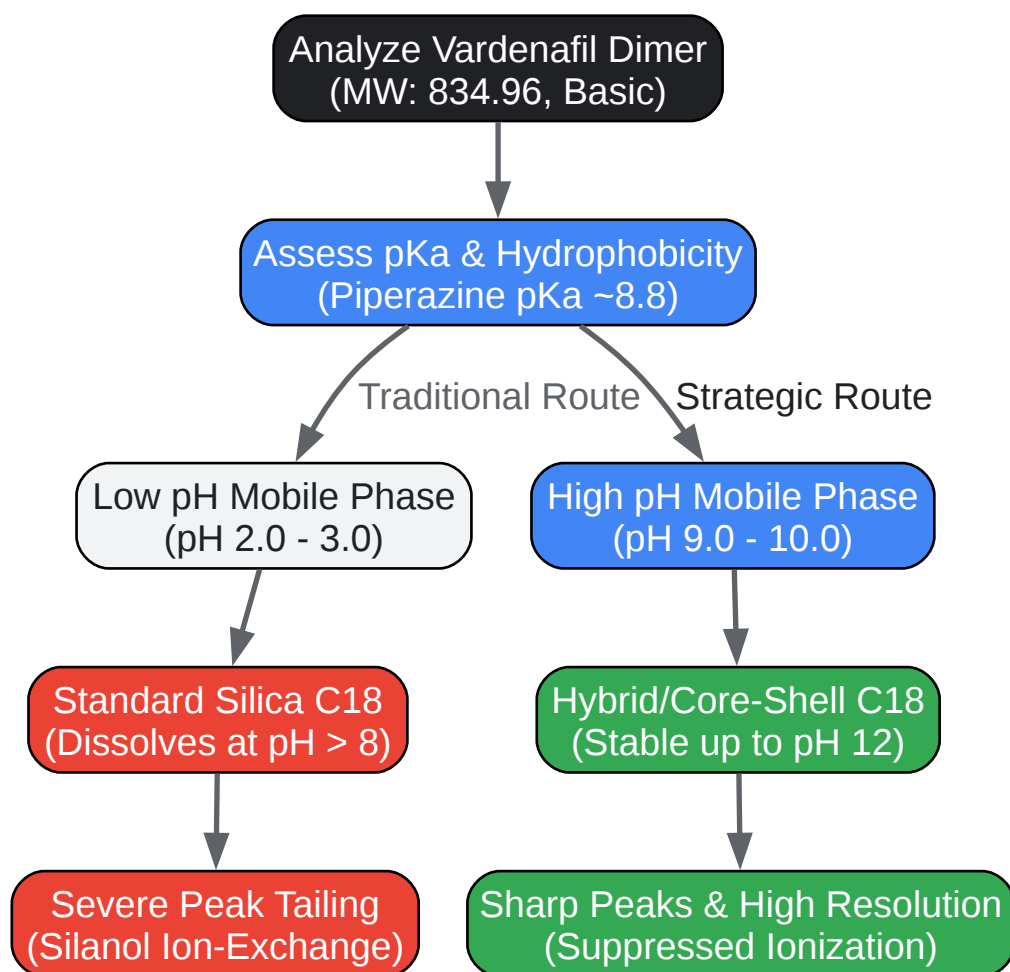 Analyze Vardenafil Dimer
(MW: 834.96, Basic)
Assess pKa & Hydrophobicity
(Piperazine pKa ~8.8)
Traditional Route
Strategic Route
Low pH Mobile Phase
(pH 2.0 - 3.0)
High pH Mobile Phase
(pH 9.0 - 10.0)
Standard Silica C18
(Dissolves at pH > 8)
Hybrid/Core-Shell C18
(Stable up to pH 12)
Severe Peak Tailing
(Silanol Ion-Exchange)
Sharp Peaks & High Resolution
(Suppressed Ionization)